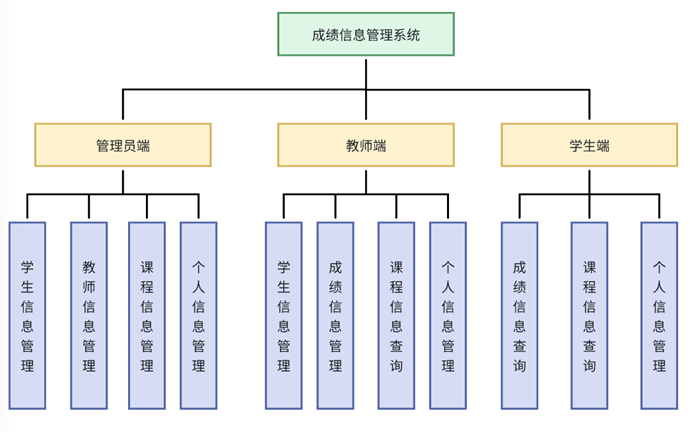 成绩信息管理系统
管理员端
教师端
学生端
学生信息管理
教师信息管理
课程信息管理
个人信息管理
学生信息管理
成绩信息管理
课程信息查询
个人信息管理
成绩信息查询
课程信息查询
个人信息管理